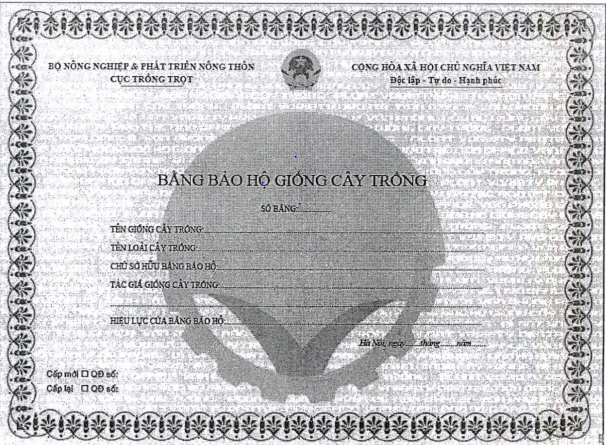 BỘ NÔNG NGHIỆP & PHÁT TRIỂN NÔNG THÔN
CỤC TRỒNG TRỌT
CỘNG HÒA XÃ HỘI CHỦ NGHĨA VIỆT NAM
Độc lập - Tự do - Hạnh phúc
BẰNG BẢO HỘ GIỐNG CÂY TRỒNG
SỐ BẰNG:..........
TÊN GIỐNG CÂY TRỒNG:
TÊN LOÀI CÂY TRỒNG:
CHỦ SỞ HỮU BẰNG BẢO HỘ:
TÁC GIẢ GIỐNG CÂY TRỒNG:
HIỆU LỰC CỦA BẰNG BẢO HỘ:
Hà Nội, ngày......tháng......năm......
Cấp mới ☐ QĐ số:
Cấp lại ☐ QĐ số: